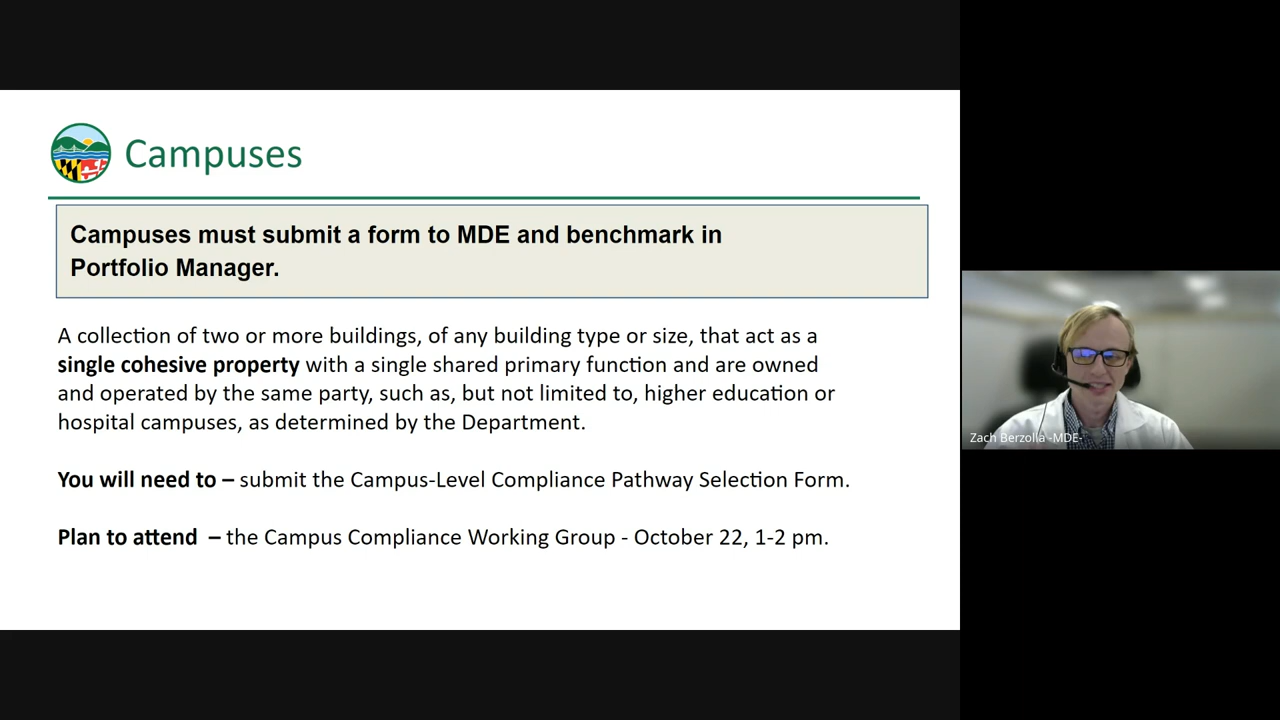 Campuses
Campuses must submit a form to MDE and benchmark in
Portfolio Manager.
A collection of two or more buildings, of any building type or size, that act as a
single cohesive property with a single shared primary function and are owned
and operated by the same party, such as, but not limited to, higher education or
hospital campuses, as determined by the Department.
You will need to – submit the Campus-Level Compliance Pathway Selection Form.
Plan to attend – the Campus Compliance Working Group - October 22, 1-2 pm.
Zach Berzolla -MDE-